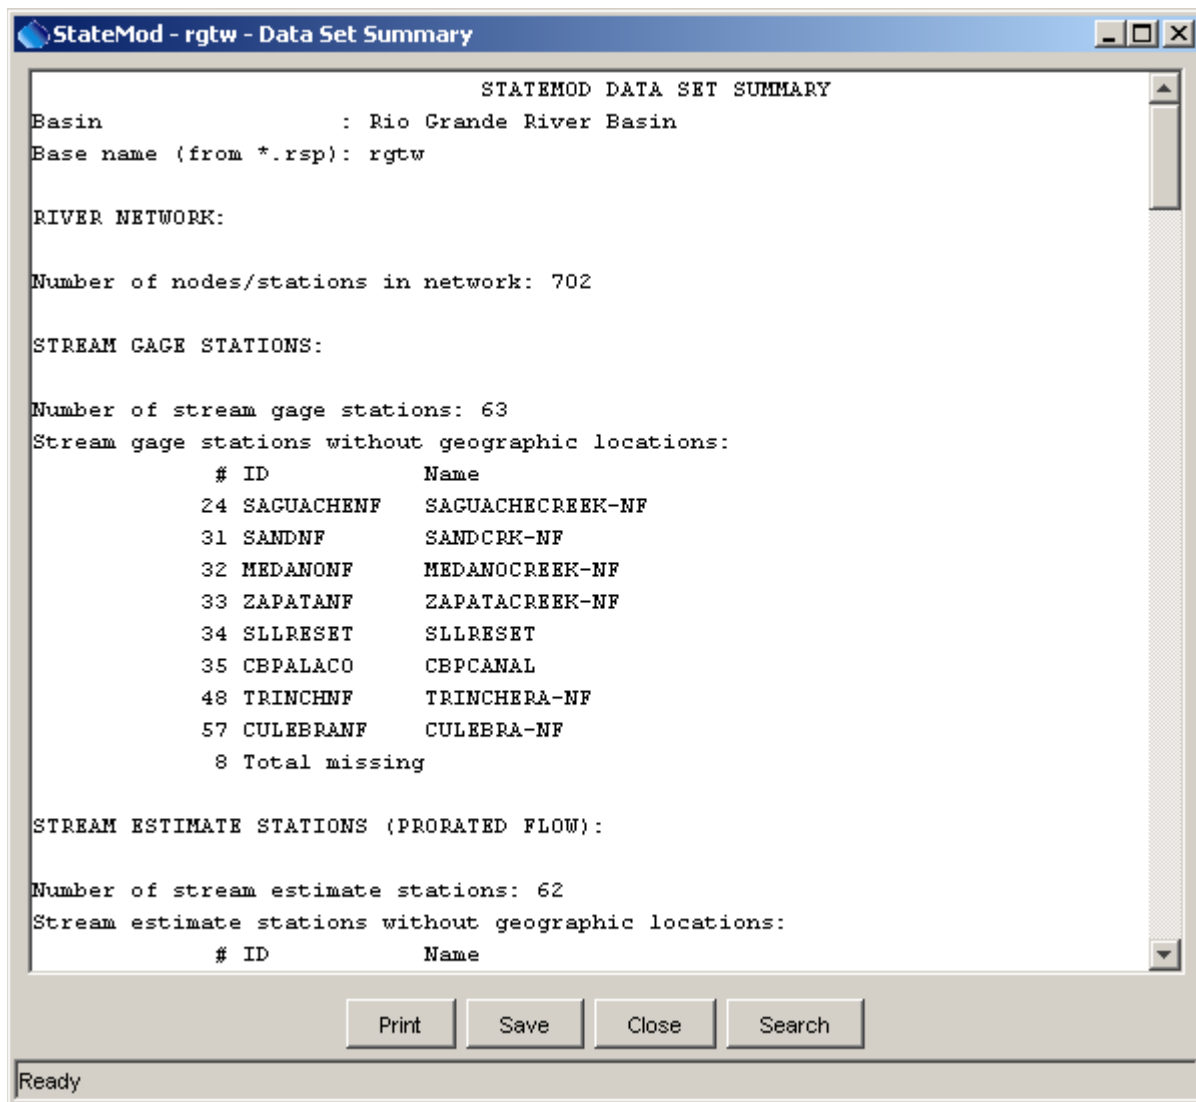 StateMod - rgtw - Data Set Summary
STATEMOD DATA SET SUMMARY
Basin : Rio Grande River Basin
Base name (from *.rsp): rgtw
RIVER NETWORK:
Number of nodes/stations in network: 702
STREAM GAGE STATIONS:
Number of stream gage stations: 63
Stream gage stations without geographic locations:
# ID Name
24 SAGUACHENF SAGUACHECREEK-NF
31 SANDNF SANDCRK-NF
32 MEDANONF MEDANOCREEK-NF
33 ZAPATANF ZAPATACREEK-NF
34 SLLRESET SLLRESET
35 CBPALACO CBPCANAL
48 TRINCHNF TRINCHERA-NF
57 CULEBRANF CULEBRA-NF
8 Total missing
STREAM ESTIMATE STATIONS (PRORATED FLOW):
Number of stream estimate stations: 62
Stream estimate stations without geographic locations:
# ID Name
Print Save Close Search
Ready